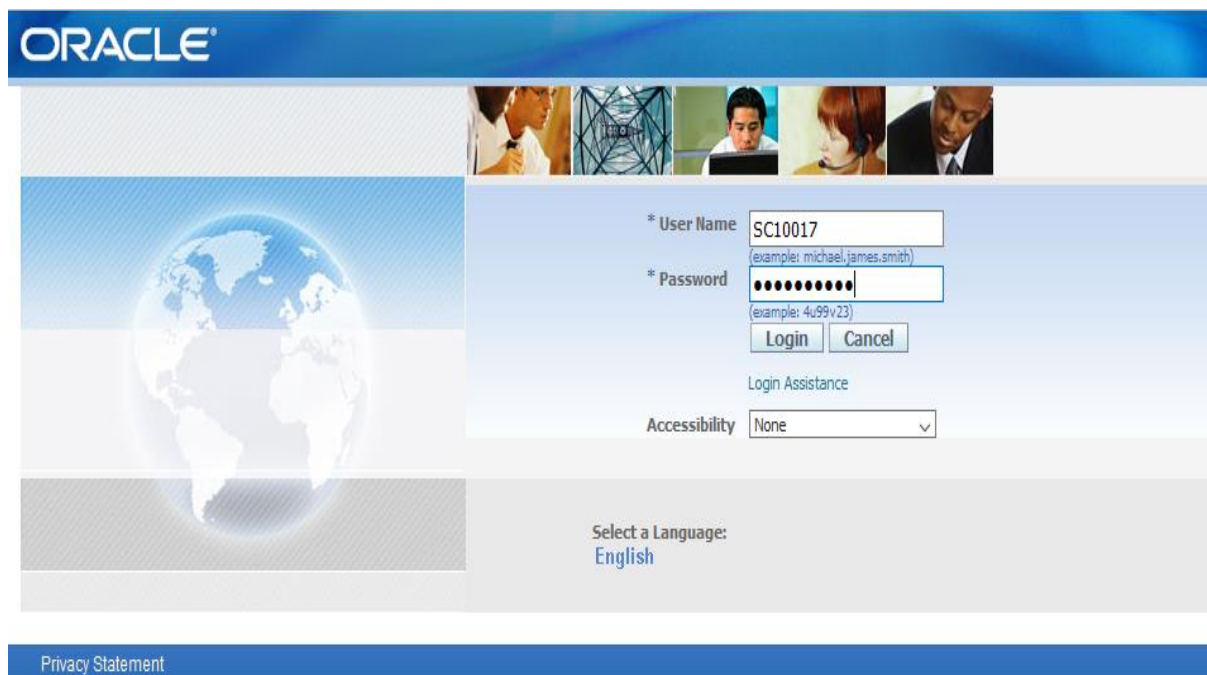 ORACLE®
* User Name SC10017
(example: michael.james.smith)
* Password ●●●●●●●●●●
(example: 4u99v23)
Login Cancel
Login Assistance
Accessibility None
Select a Language:
English
Privacy Statement